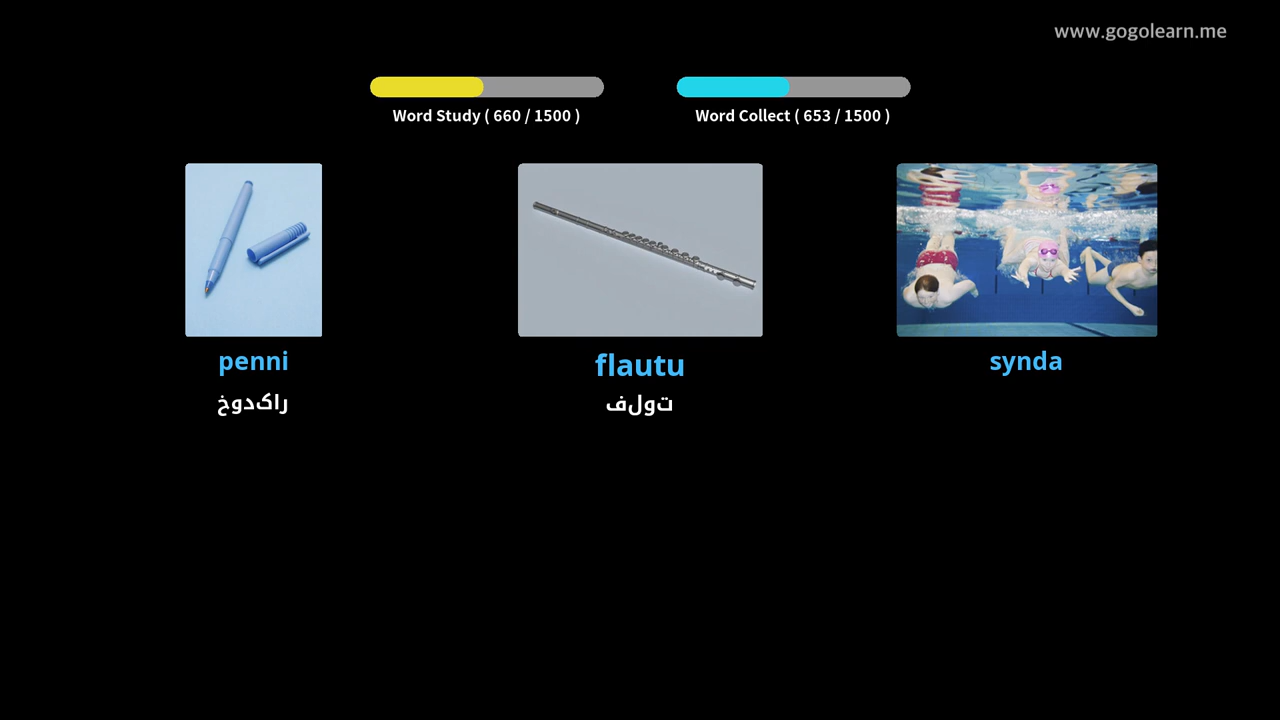 www.gogolearn.me
Word Study ( 660 / 1500 )
Word Collect ( 653 / 1500 )
penni
flautu
synda
راکدوخ
تولف